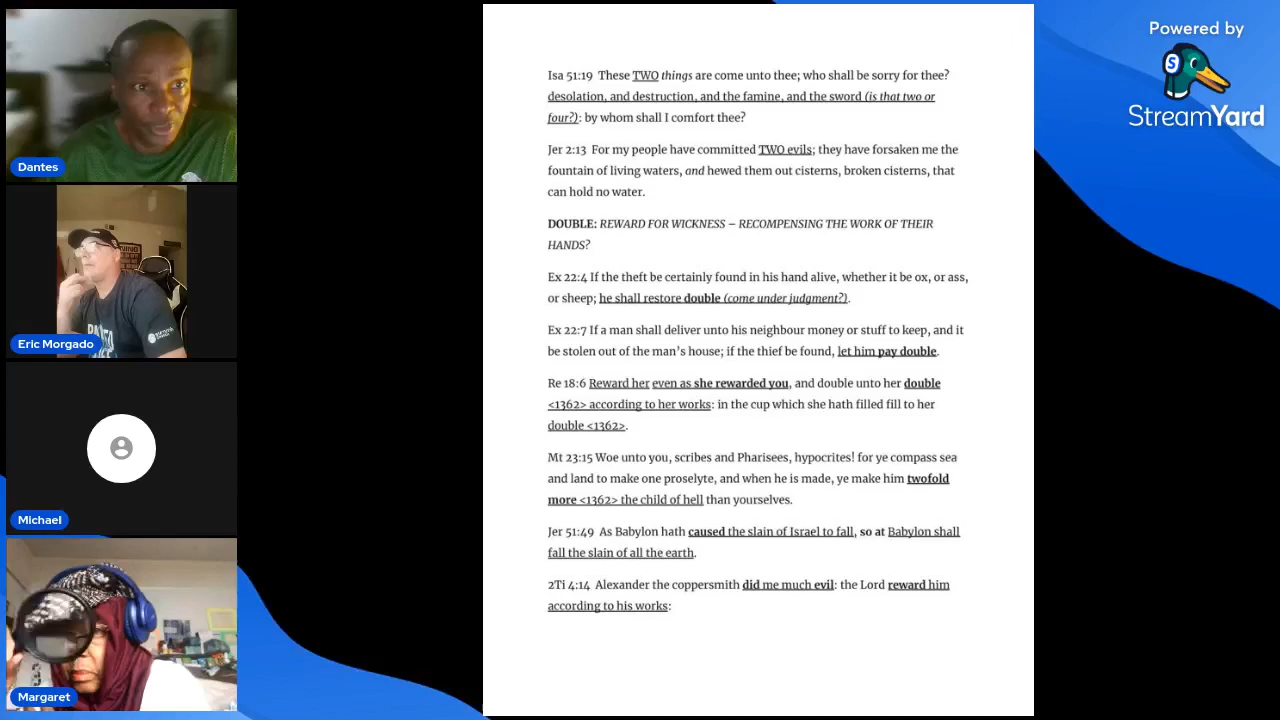 Powered by
StreamYard
Dantes
Eric Morgado
Michael
Margaret
Isa 51:19 These TWO things are come unto thee; who shall be sorry for thee?
desolation, and destruction, and the famine, and the sword (is that two or
four?): by whom shall I comfort thee?
Jer 2:13 For my people have committed TWO evils; they have forsaken me the
fountain of living waters, and hewed them out cisterns, broken cisterns, that
can hold no water.
DOUBLE: REWARD FOR WICKNESS – RECOMPENSING THE WORK OF THEIR
HANDS?
Ex 22:4 If the theft be certainly found in his hand alive, whether it be ox, or ass,
or sheep; he shall restore double (come under judgment?).
Ex 22:7 If a man shall deliver unto his neighbour money or stuff to keep, and it
be stolen out of the man's house; if the thief be found, let him pay double.
Re 18:6 Reward her even as she rewarded you, and double unto her double
<1362> according to her works: in the cup which she hath filled fill to her
double <1362>.
Mt 23:15 Woe unto you, scribes and Pharisees, hypocrites! for ye compass sea
and land to make one proselyte, and when he is made, ye make him twofold
more <1362> the child of hell than yourselves.
Jer 51:49 As Babylon hath caused the slain of Israel to fall, so at Babylon shall
fall the slain of all the earth.
2Ti 4:14 Alexander the coppersmith did me much evil: the Lord reward him
according to his works: